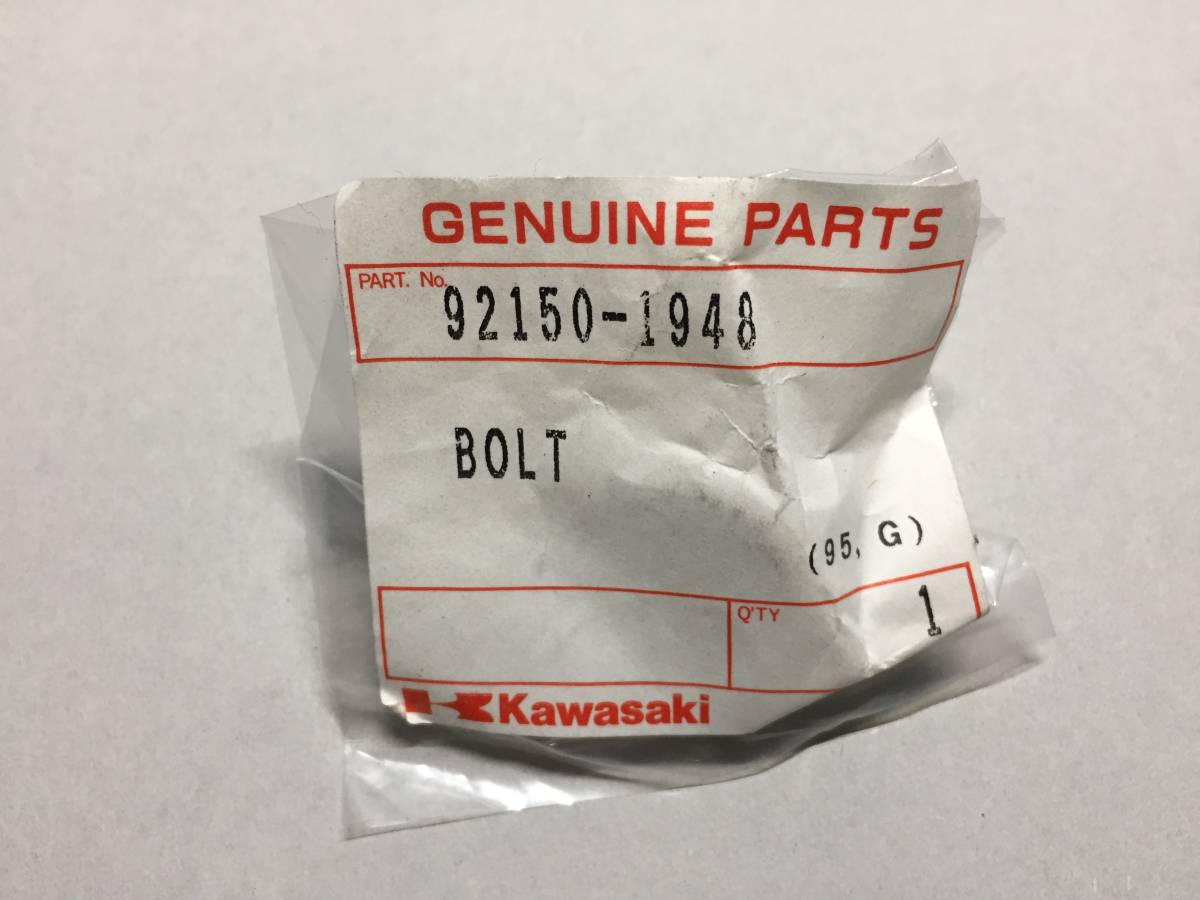 GENUINE PARTS
PART. No.
92150-1948
BOLT
(95, G)
Q'TY
1
Kawasaki